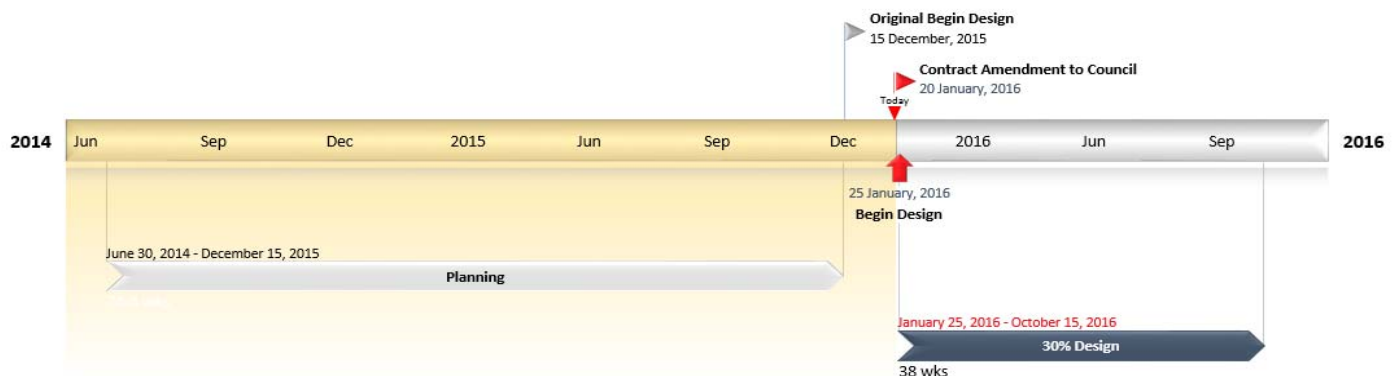 Original Begin Design
15 December, 2015
Contract Amendment to Council
20 January, 2016
Today
2014 Jun Sep Dec 2015 Jun Sep Dec 2016 Jun Sep 2016
25 January, 2016
Begin Design
June 30, 2014 - December 15, 2015
Planning
January 25, 2016 - October 15, 2016
30% Design
38 wks